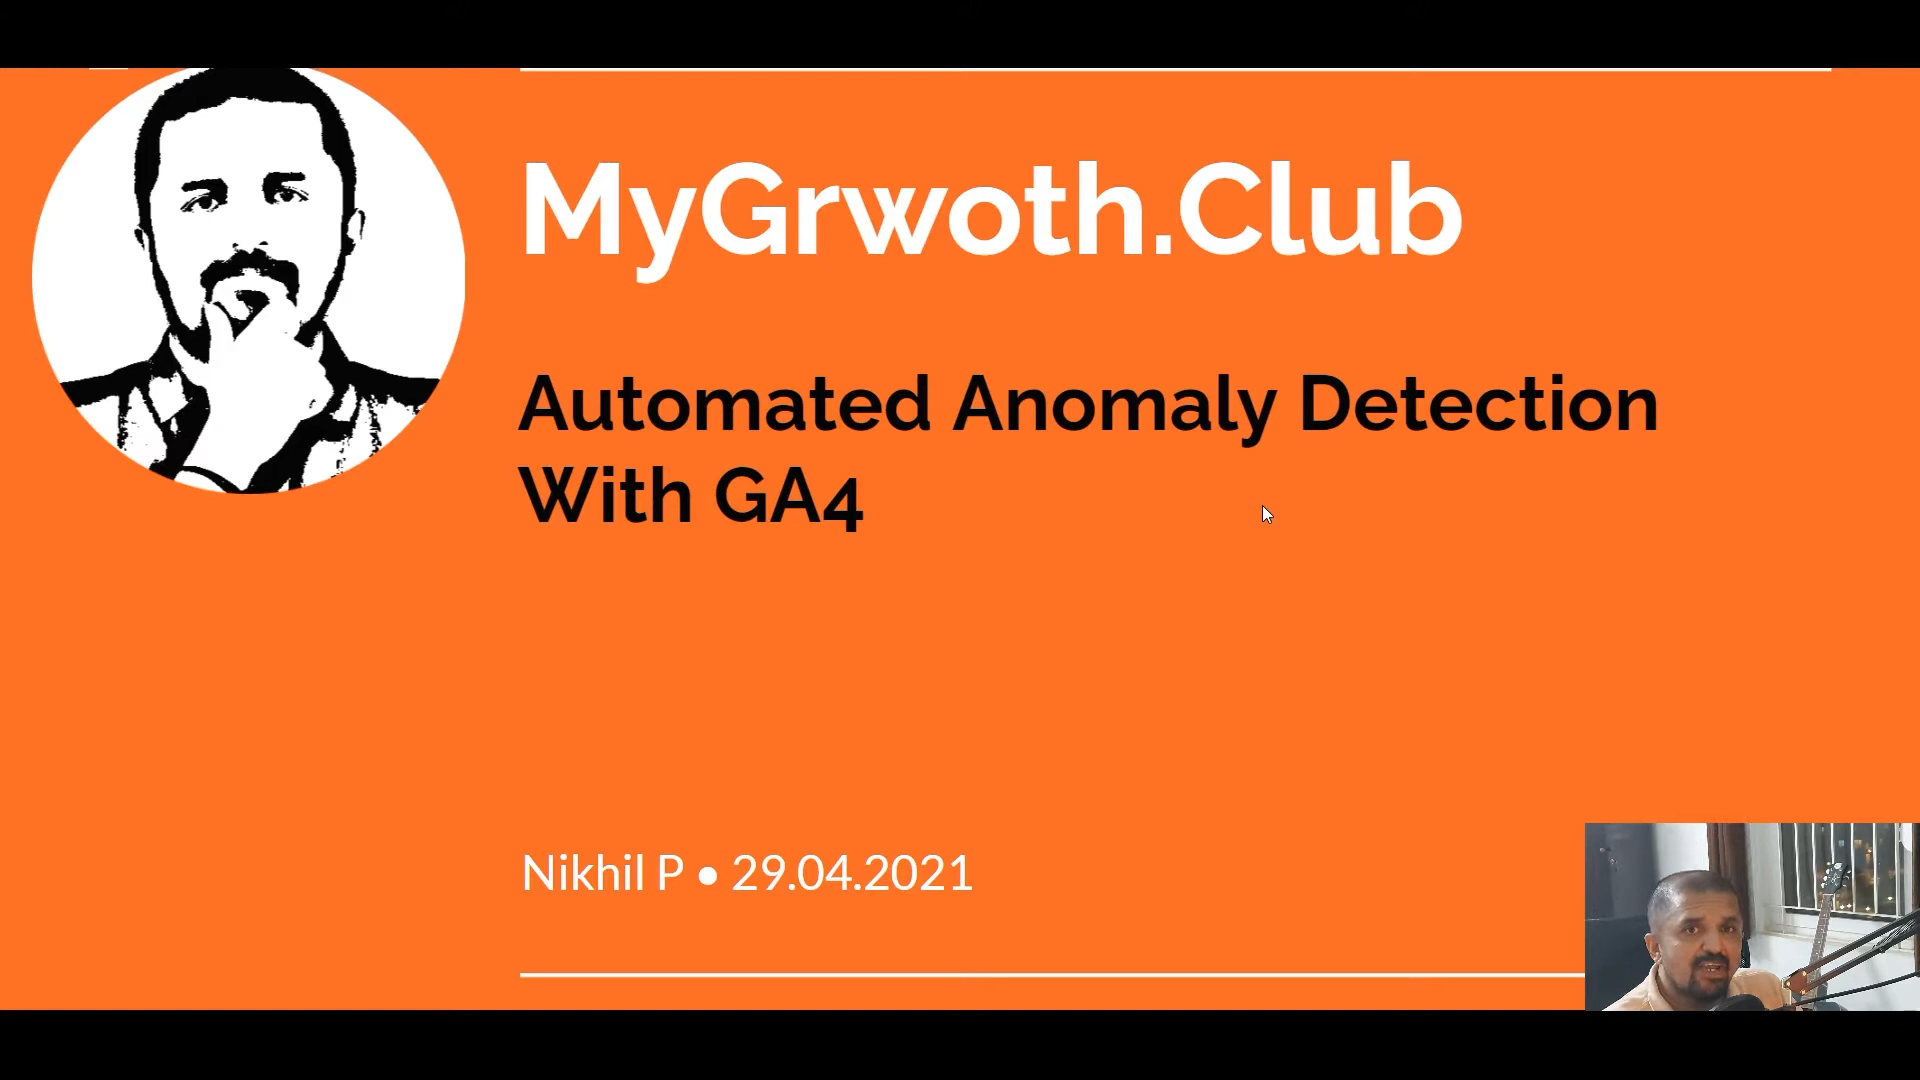 MyGrwoth.Club
Automated Anomaly Detection
With GA4
Nikhil P • 29.04.2021